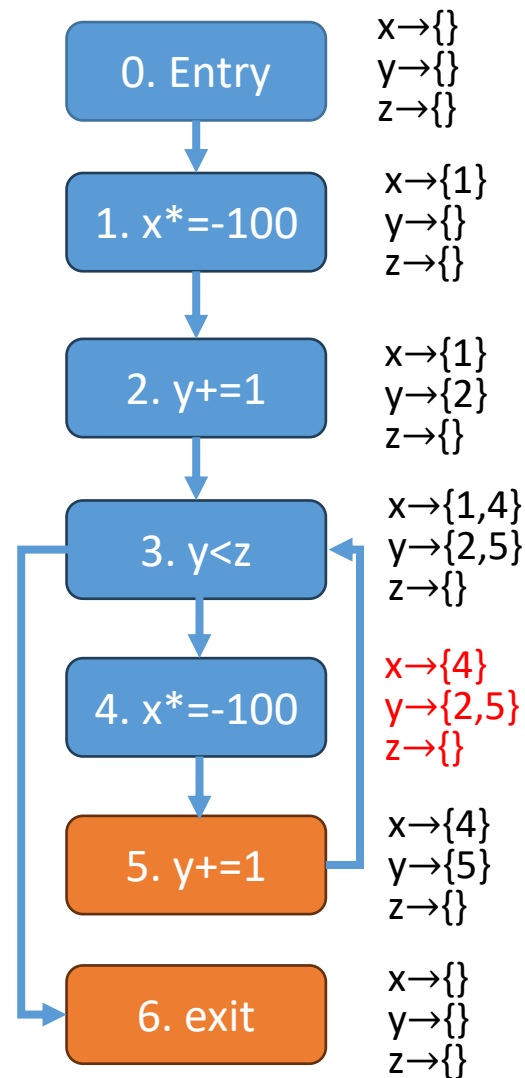 0. Entry
x→{}
y→{}
z→{}
1. x*=-100
x→{1}
y→{}
z→{}
2. y+=1
x→{1}
y→{2}
z→{}
3. y<z
x→{1,4}
y→{2,5}
z→{}
4. x*=-100
x→{4}
y→{2,5}
z→{}
5. y+=1
x→{4}
y→{5}
z→{}
6. exit
x→{}
y→{}
z→{}